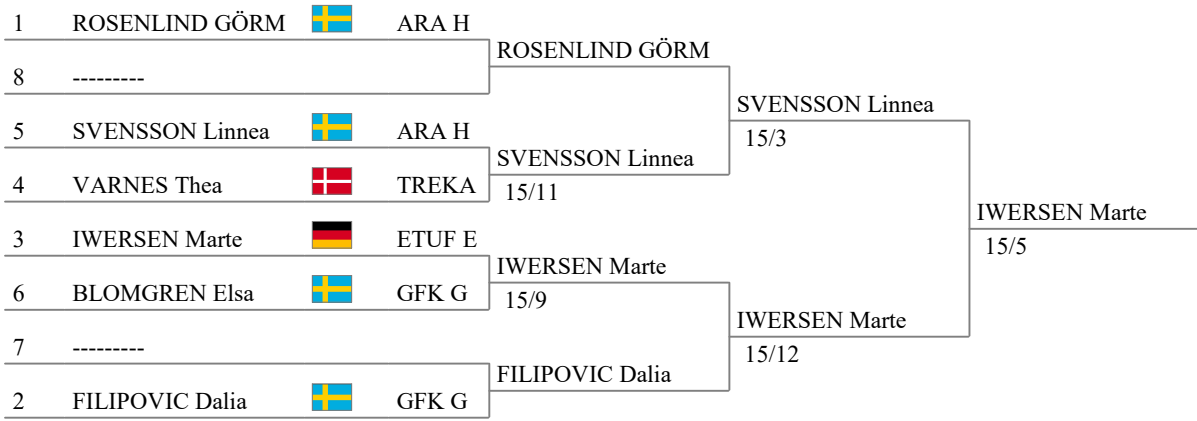 1 ROSENLIND GÖRM ARA H
ROSENLIND GÖRM
8 ---------
SVENSSON Linnea
15/3
5 SVENSSON Linnea ARA H
SVENSSON Linnea
15/11
4 VARNES Thea TREKA
IWERSEN Marte
15/5
3 IWERSEN Marte ETUF E
IWERSEN Marte
15/9
6 BLOMGREN Elsa GFK G
IWERSEN Marte
15/12
7 ---------
FILIPOVIC Dalia
2 FILIPOVIC Dalia GFK G